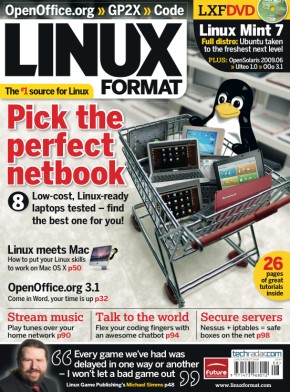 OpenOffice.org » GP2X » Code
LXFDVD
LINUX
FORMAT
The #1 source for Linux
Linux Mint 7
Full distro: Ubuntu taken
to the freshest next level
PLUS: OpenSolaris 2009.06
» Ulteo 1.0 » OOo 3.1
Pick the
perfect
netbook
8 Low-cost, Linux-ready
laptops tested – find
the best one for you!
Linux meets Mac
How to put your Linux skills
to work on Mac OS X p50
OpenOffice.org 3.1
Come in Word, your time is up p32
26
pages
of great
tutorials
inside
Stream music
Play tunes over your
home network p90
Talk to the world
Flex your coding fingers with
an awesome chatbot p94
Secure servers
Nessus + iptables = safe
boxes on the net p98
Every game we've had was
delayed in one way or another
– I won't let a bad game out
Linux Game Publishing's Michael Simms p48
Future
techradar.com
www.linuxformat.com